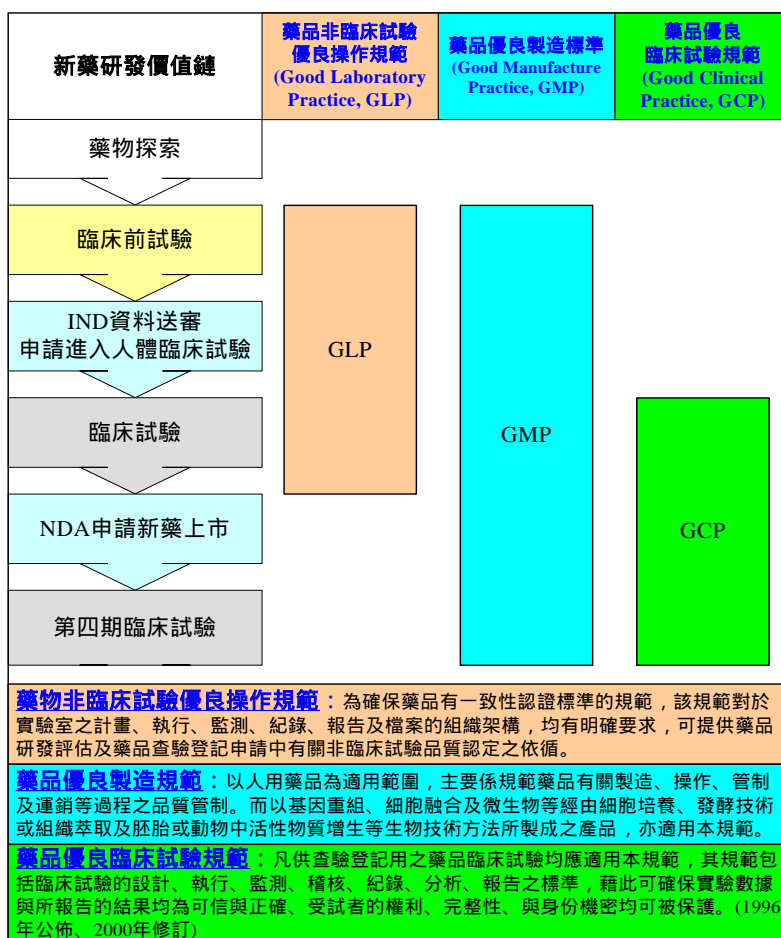 新藥研發價值鏈
藥品非臨床試驗
優良操作規範
(Good Laboratory
Practice, GLP)
藥品優良製造標準
(Good Manufacture
Practice, GMP)
藥品優良
臨床試驗規範
(Good Clinical
Practice, GCP)
藥物探索
臨床前試驗
IND資料送審
申請進入人體臨床試驗
臨床試驗
NDA申請新藥上市
第四期臨床試驗
GLP
GMP
GCP
藥物非臨床試驗優良操作規範：為確保藥品有一致性認證標準的規範，該規範對於
實驗室之計畫、執行、監測、紀錄、報告及檔案的組織架構，均有明確要求，可提供藥品
研發評估及藥品查驗登記申請中有關非臨床試驗品質認定之依循。
藥品優良製造規範：以人用藥品為適用範圍，主要係規範藥品有關製造、操作、管制
及運銷等過程之品質管制。而以基因重組、細胞融合及微生物等經由細胞培養、發酵技術
或組織萃取及胚胎或動物中活性物質增生等生物技術方法所製成之產品，亦適用本規範。
藥品優良臨床試驗規範：凡供查驗登記用之藥品臨床試驗均應適用本規範，其規範包
括臨床試驗的設計、執行、監測、稽核、紀錄、分析、報告之標準，藉此可確保實驗數據
與所報告的結果均為可信與正確、受試者的權利、完整性、與身份機密均可被保護。(1996
年公佈、2000年修訂)